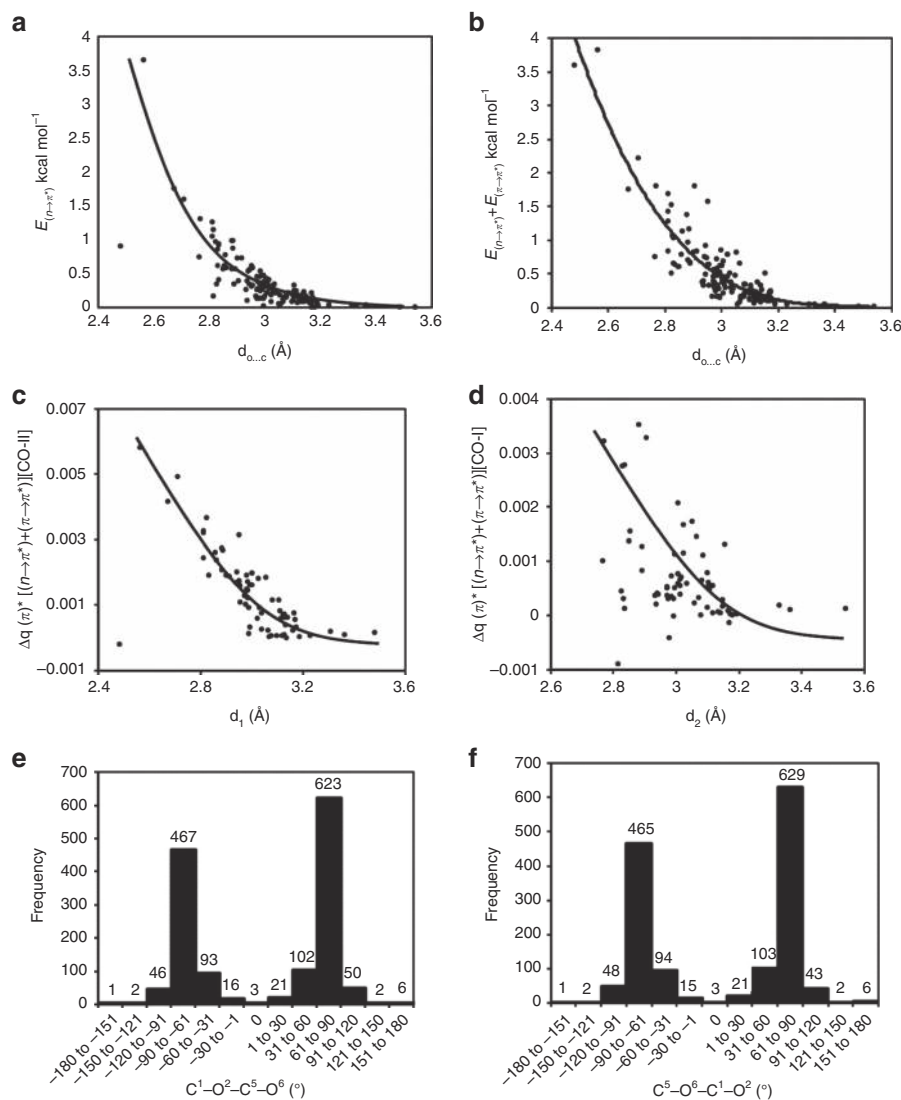 a
4
3.5
3
2.5
2
1.5
1
0.5
0
E(n→π*) kcal mol⁻¹
2.4 2.6 2.8 3 3.2 3.4 3.6
d₀...c (Å)
b
4
3.5
3
2.5
2
1.5
1
0.5
0
E(n→π*)+E(π→π*) kcal mol⁻¹
2.4 2.6 2.8 3 3.2 3.4 3.6
d₀...c (Å)
c
0.007
0.005
0.003
0.001
–0.001
Δq (π)* [(n→π*)+(π→π*)][CO-II]
2.4 2.6 2.8 3 3.2 3.4 3.6
d₁ (Å)
d
0.004
0.003
0.002
0.001
0
–0.001
Δq (π)* [(n→π*)+(π→π*)][CO-I]
2.6 2.8 3 3.2 3.4 3.6
d₂ (Å)
e
700
600
500
400
300
200
100
0
Frequency
1 2 46 467 93 16 3 21 102 623 50 2 6
–180 to –151
–150 to –121
–120 to –91
–90 to –61
–60 to –31
–30 to –1
0
1 to 30
31 to 60
61 to 90
91 to 120
121 to 150
151 to 180
C¹–O²–C⁵–O⁶ (°)
f
700
600
500
400
300
200
100
0
Frequency
1 2 48 465 94 15 3 21 103 629 43 2 6
–180 to –151
–150 to –121
–120 to –91
–90 to –61
–60 to –31
–30 to –1
0
1 to 30
31 to 60
61 to 90
91 to 120
121 to 150
151 to 180
C⁵–O⁶–C¹–O² (°)